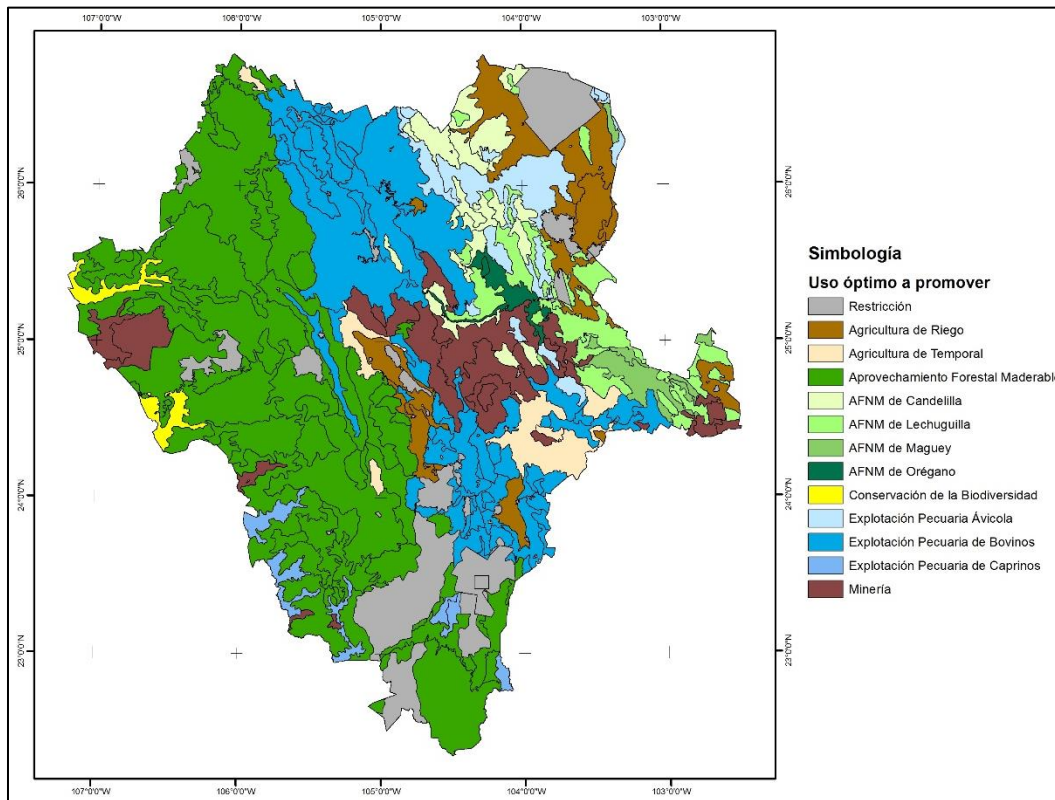 107°0'0"W 106°0'0"W 105°0'0"W 104°0'0"W 103°0'0"W
26°0'0"N 26°0'0"N
25°0'0"N 25°0'0"N
24°0'0"N 24°0'0"N
23°0'0"N 23°0'0"N
107°0'0"W 106°0'0"W 105°0'0"W 104°0'0"W 103°0'0"W
Simbología
Uso óptimo a promover
Restricción
Agricultura de Riego
Agricultura de Temporal
Aprovechamiento Forestal Maderable
AFNM de Candelilla
AFNM de Lechuguilla
AFNM de Maguey
AFNM de Orégano
Conservación de la Biodiversidad
Explotación Pecuaria Ávicola
Explotación Pecuaria de Bovinos
Explotación Pecuaria de Caprinos
Minería